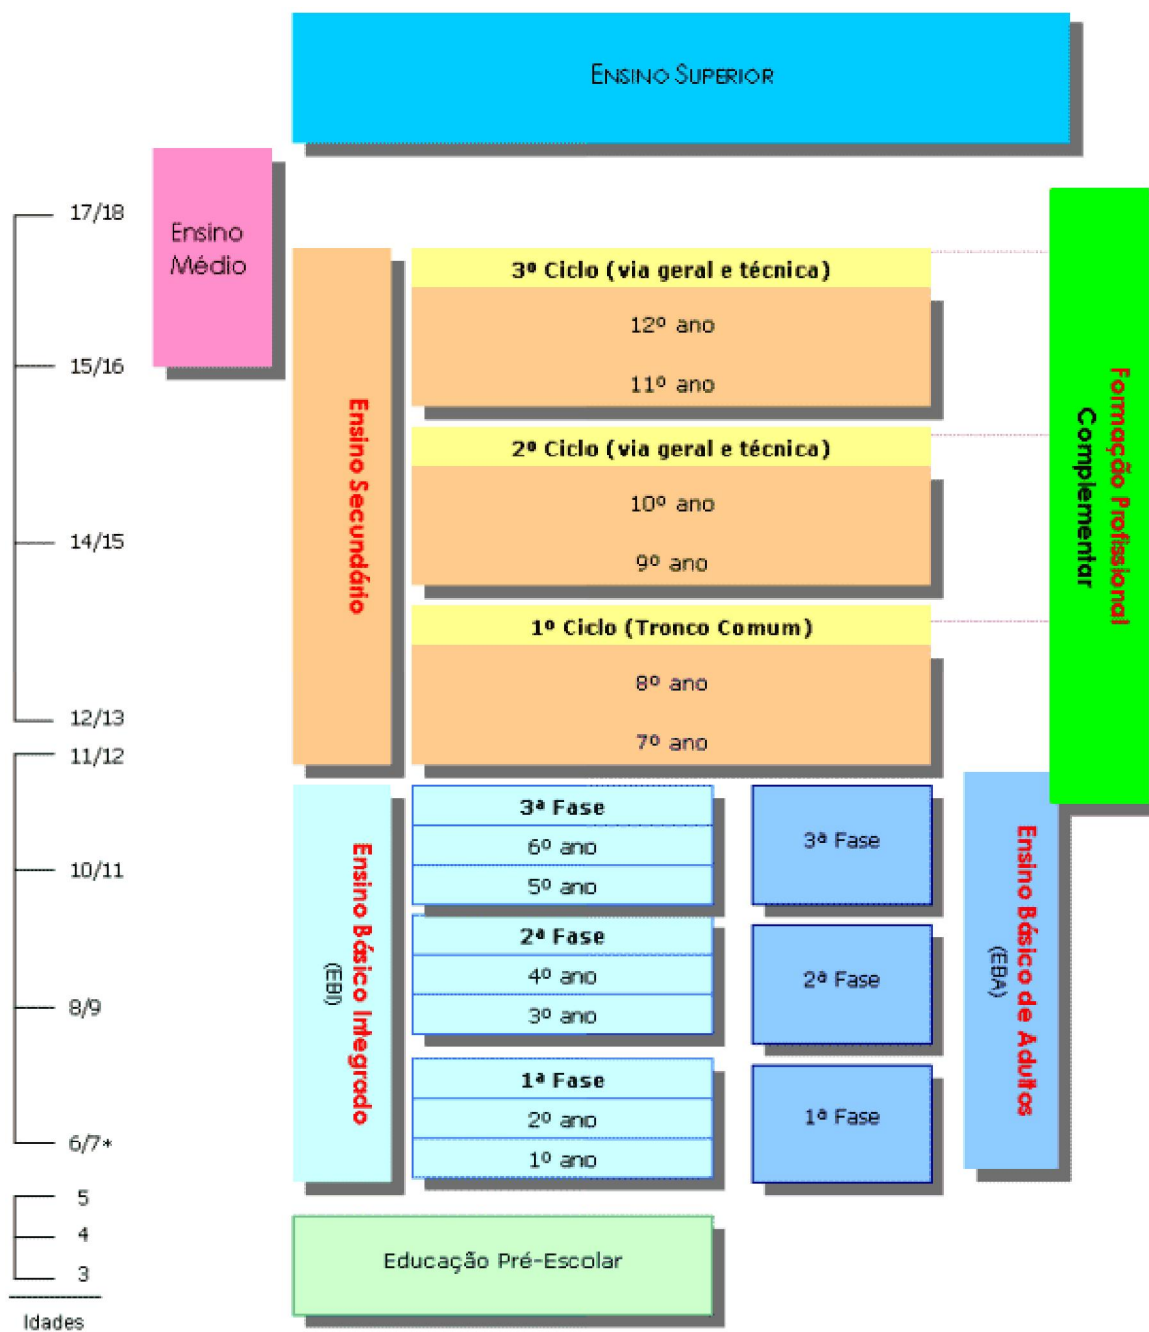 ENSINO SUPERIOR
Ensino
Médio
17/18
15/16
14/15
12/13
11/12
10/11
8/9
6/7*
5
4
3
Idades
Ensino Secundário
3º Ciclo (via geral e técnica)
12º ano
11º ano
2º Ciclo (via geral e técnica)
10º ano
9º ano
1º Ciclo (Tronco Comum)
8º ano
7º ano
Formação Profissional
Complementar
Ensino Básico Integrado
(EBI)
3ª Fase
6º ano
5º ano
2ª Fase
4º ano
3º ano
1ª Fase
2º ano
1º ano
3ª Fase
2ª Fase
1ª Fase
Ensino Básico de Adultos
(EBA)
Educação Pré-Escolar